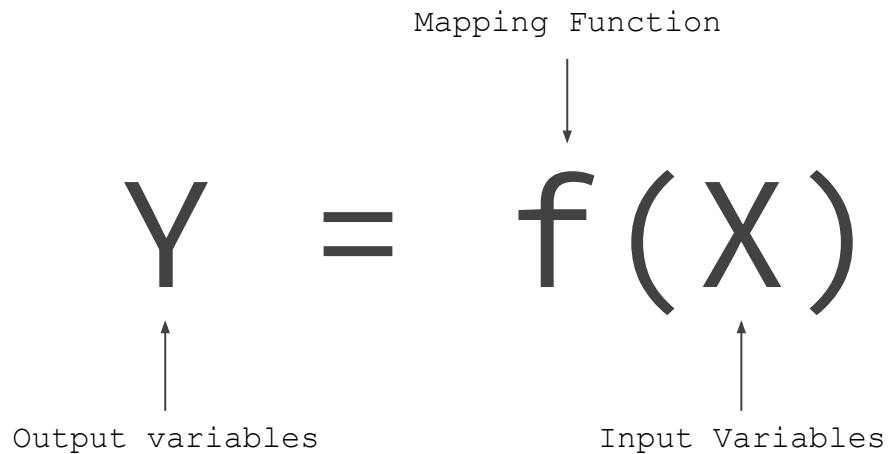 Mapping Function
Y = f(X)
Output variables
Input Variables